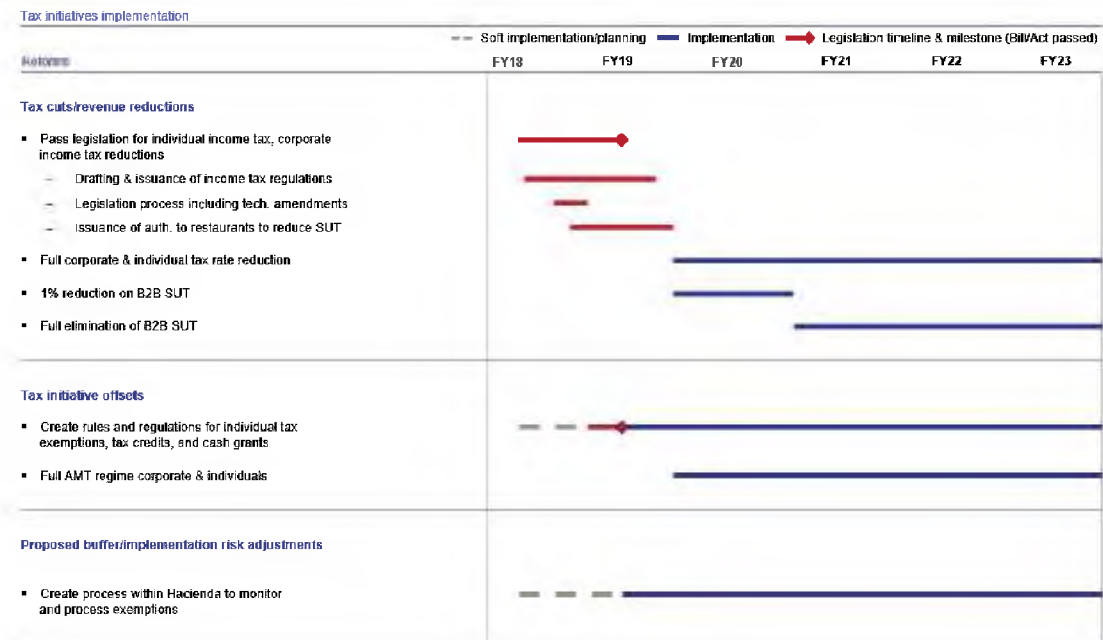 Tax initiatives implementation
Soft implementation/planning Implementation Legislation timeline & milestone (Bill/Act passed)
Reforms FY18 FY19 FY20 FY21 FY22 FY23
Tax cuts/revenue reductions
▪ Pass legislation for individual income tax, corporate
income tax reductions
– Drafting & issuance of income tax regulations
– Legislation process including tech. amendments
– Issuance of auth. to restaurants to reduce SUT
▪ Full corporate & individual tax rate reduction
▪ 1% reduction on B2B SUT
▪ Full elimination of B2B SUT
Tax initiative offsets
▪ Create rules and regulations for individual tax
exemptions, tax credits, and cash grants
▪ Full AMT regime corporate & individuals
Proposed buffer/implementation risk adjustments
▪ Create process within Hacienda to monitor
and process exemptions